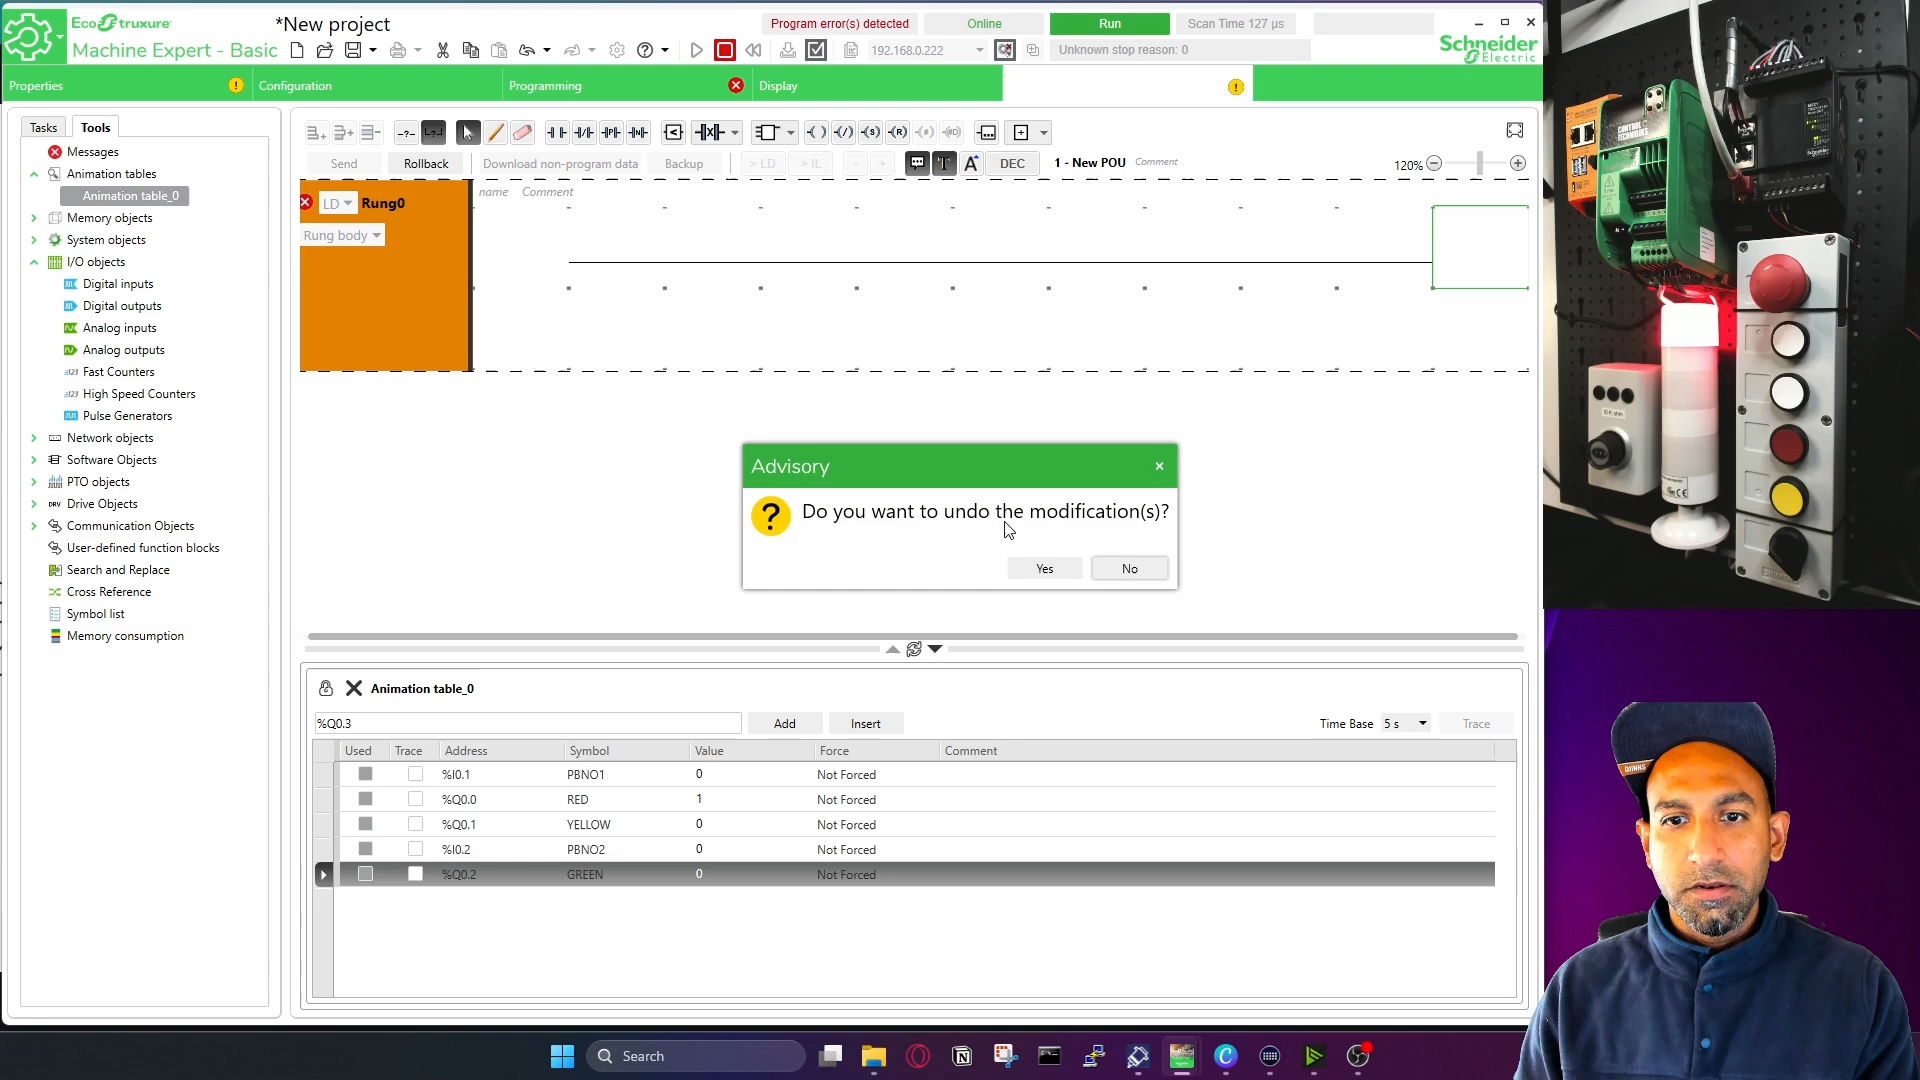 EcoStruxure
Machine Expert - Basic
*New project
Program error(s) detected
Online
Run
Scan Time 127 µs
192.168.0.222
Unknown stop reason: 0
Schneider
Electric
Properties
Configuration
Programming
Display
Tasks
Tools
Messages
Animation tables
Animation table_0
Memory objects
System objects
I/O objects
Digital inputs
Digital outputs
Analog inputs
Analog outputs
Fast Counters
High Speed Counters
Pulse Generators
Network objects
Software Objects
PTO objects
Drive Objects
Communication Objects
User-defined function blocks
Search and Replace
Cross Reference
Symbol list
Memory consumption
Send
Rollback
Download non-program data
Backup
> LD
> IL
DEC
1 - New POU
Comment
120%
LD
Rung0
name Comment
Rung body
Advisory
Do you want to undo the modification(s)?
Yes
No
Animation table_0
%Q0.3
Add
Insert
Time Base
5 s
Trace
Used Trace Address Symbol Value Force Comment
%I0.1 PBNO1 0 Not Forced
%Q0.0 RED 1 Not Forced
%Q0.1 YELLOW 0 Not Forced
%I0.2 PBNO2 0 Not Forced
%Q0.2 GREEN 0 Not Forced
Search
CONTROL
TECHNIQUES
10 K ohm